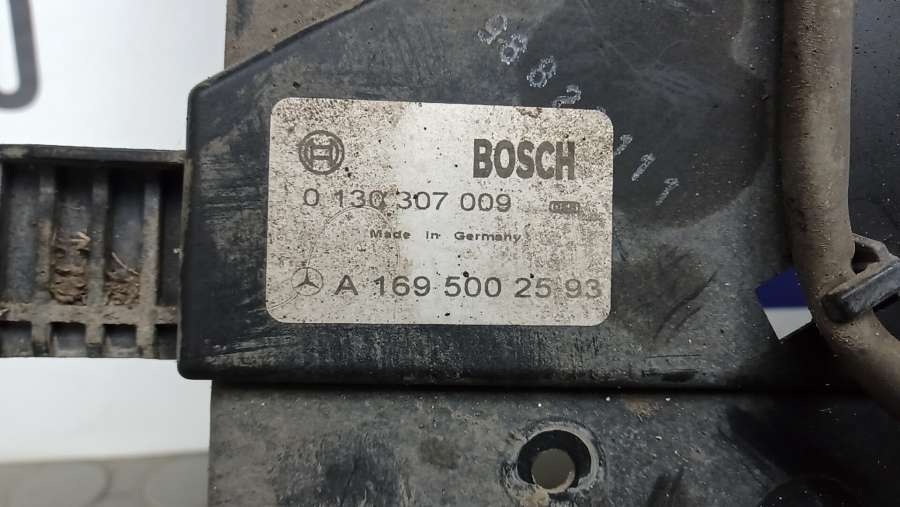 BOSCH
0 130 307 009
Made in Germany
A 169 500 25 93